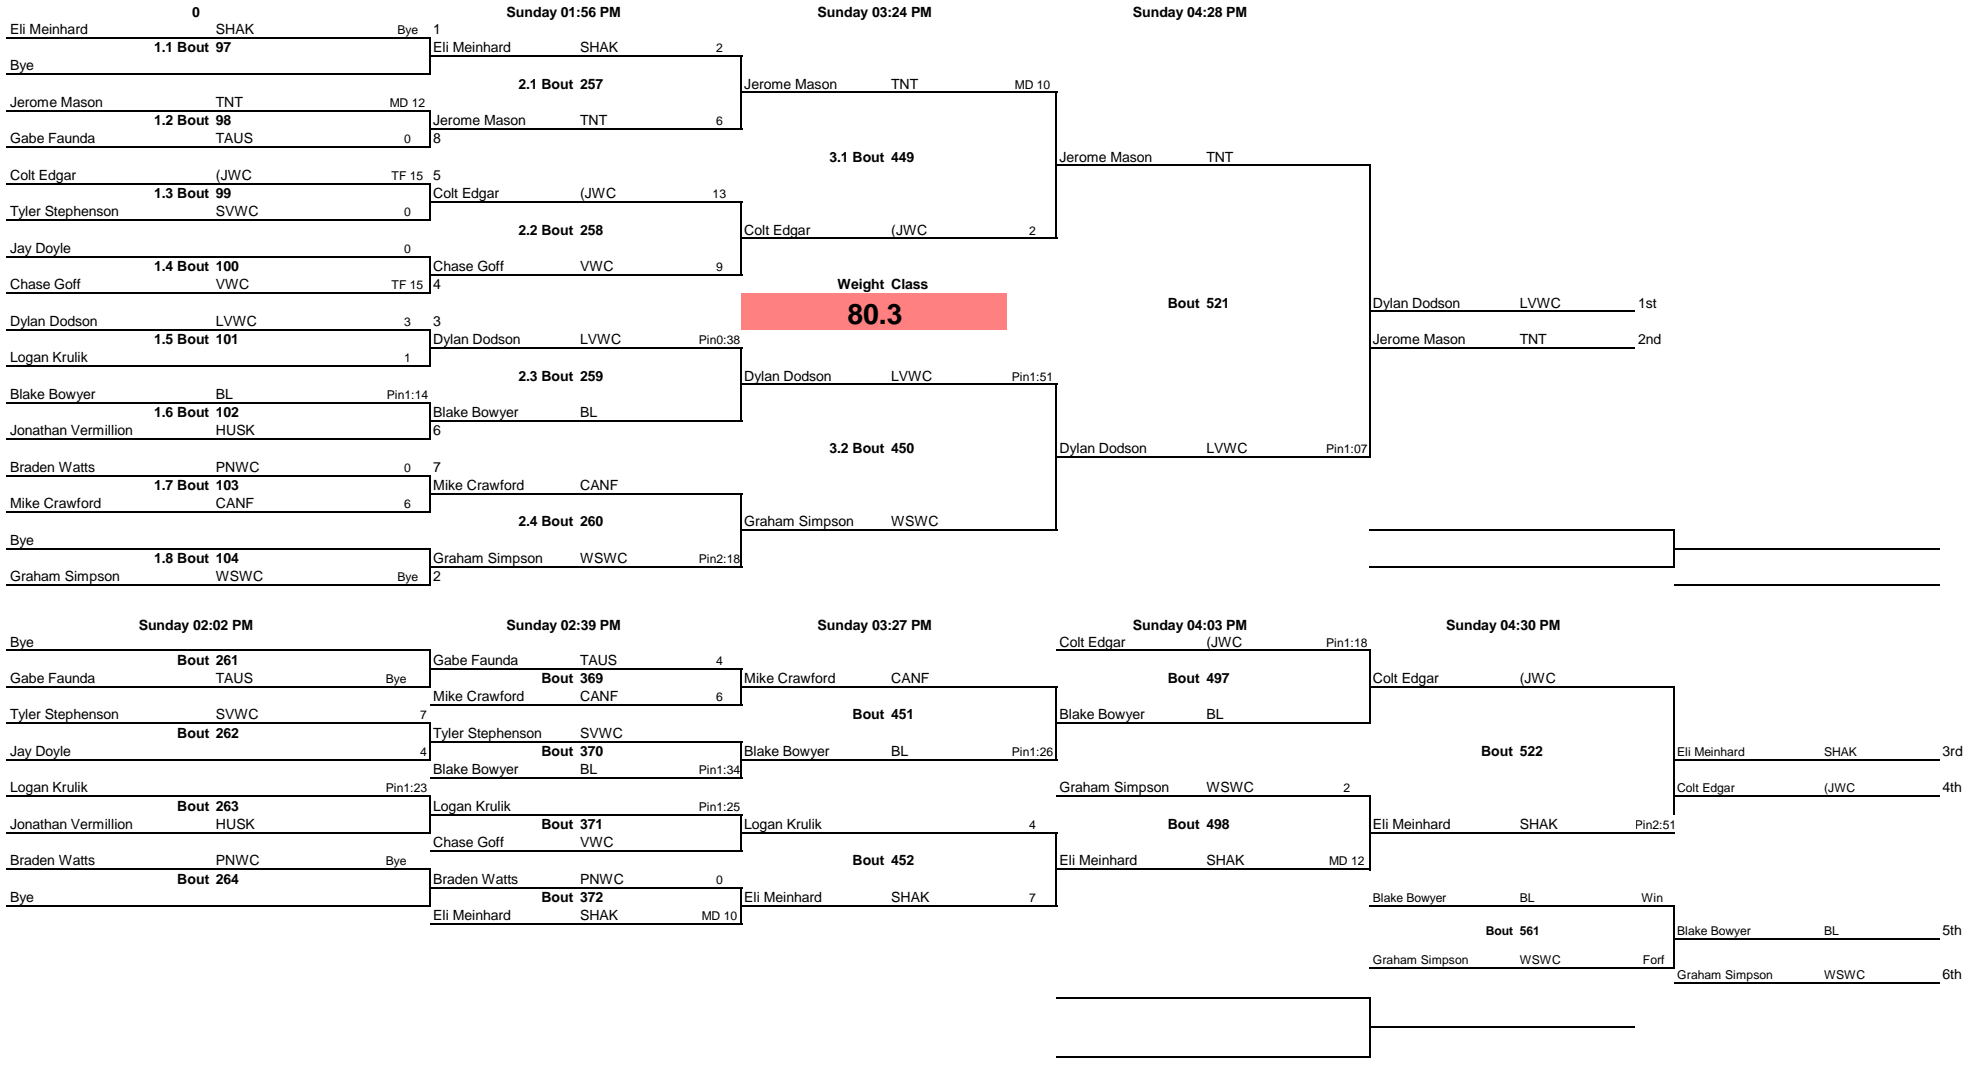 0 Sunday 01:56 PM Sunday 03:24 PM Sunday 04:28 PM
Eli Meinhard SHAK Bye 1
1.1 Bout 97 Eli Meinhard SHAK 2
Bye
2.1 Bout 257 Jerome Mason TNT MD 10
Jerome Mason TNT MD 12
1.2 Bout 98 Jerome Mason TNT 6
Gabe Faunda TAUS 0 8
3.1 Bout 449 Jerome Mason TNT
Colt Edgar (JWC TF 15 5
1.3 Bout 99 Colt Edgar (JWC 13
Tyler Stephenson SVWC 0
2.2 Bout 258 Colt Edgar (JWC 2
Jay Doyle 0
1.4 Bout 100 Chase Goff VWC 9
Chase Goff VWC TF 15 4 Weight Class
Bout 521 Dylan Dodson LVWC 1st
80.3
Dylan Dodson LVWC 3 3
1.5 Bout 101 Dylan Dodson LVWC Pin0:38 Jerome Mason TNT 2nd
Logan Krulik 1
2.3 Bout 259 Dylan Dodson LVWC Pin1:51
Blake Bowyer BL Pin1:14
1.6 Bout 102 Blake Bowyer BL
Jonathan Vermillion HUSK 6
3.2 Bout 450 Dylan Dodson LVWC Pin1:07
Braden Watts PNWC 0 7
1.7 Bout 103 Mike Crawford CANF
Mike Crawford CANF 6
2.4 Bout 260 Graham Simpson WSWC
Bye
1.8 Bout 104 Graham Simpson WSWC Pin2:18
Graham Simpson WSWC Bye 2
Sunday 02:02 PM Sunday 02:39 PM Sunday 03:27 PM Sunday 04:03 PM Sunday 04:30 PM
Bye Colt Edgar (JWC Pin1:18
Bout 261 Gabe Faunda TAUS 4
Gabe Faunda TAUS Bye Bout 369 Mike Crawford CANF Bout 497 Colt Edgar (JWC
Mike Crawford CANF 6
Tyler Stephenson SVWC 7 Bout 451 Blake Bowyer BL
Bout 262 Tyler Stephenson SVWC
Jay Doyle 4 Bout 370 Blake Bowyer BL Pin1:26 Bout 522 Eli Meinhard SHAK 3rd
Blake Bowyer BL Pin1:34
Logan Krulik Pin1:23 Graham Simpson WSWC 2 Colt Edgar (JWC 4th
Bout 263 Logan Krulik Pin1:25
Jonathan Vermillion HUSK Bout 371 Logan Krulik 4 Bout 498 Eli Meinhard SHAK Pin2:51
Chase Goff VWC
Braden Watts PNWC Bye Bout 452 Eli Meinhard SHAK MD 12
Bout 264 Braden Watts PNWC 0
Bye Bout 372 Eli Meinhard SHAK 7 Blake Bowyer BL Win
Eli Meinhard SHAK MD 10
Bout 561 Blake Bowyer BL 5th
Graham Simpson WSWC Forf
Graham Simpson WSWC 6th